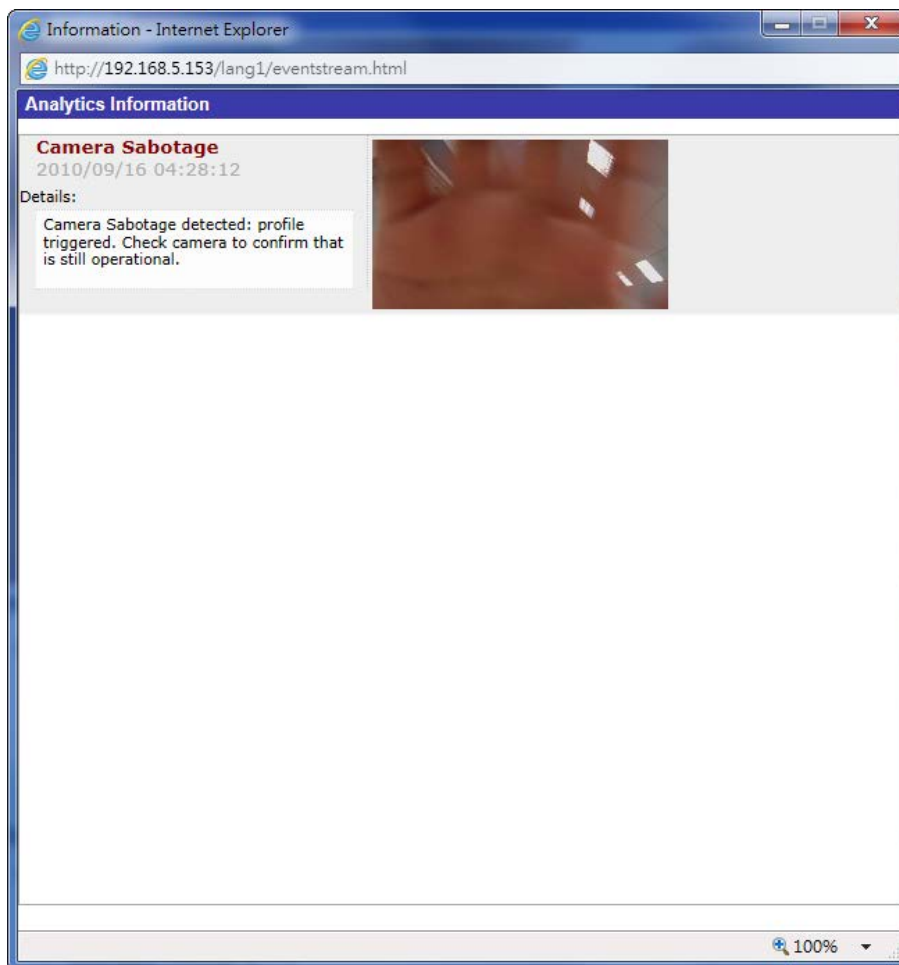 Information - Internet Explorer
http://192.168.5.153/lang1/eventstream.html
Analytics Information
Camera Sabotage
2010/09/16 04:28:12
Details:
Camera Sabotage detected: profile
triggered. Check camera to confirm that
is still operational.
100%